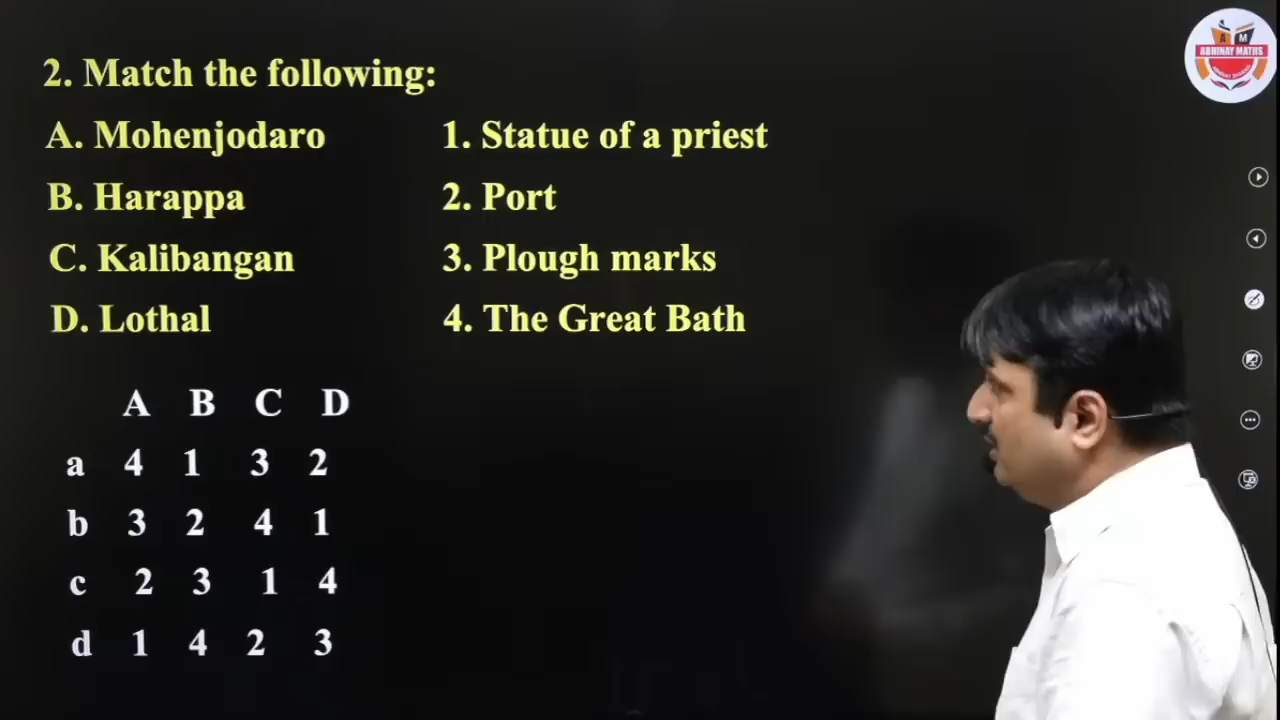 2. Match the following:
A. Mohenjodaro 1. Statue of a priest
B. Harappa 2. Port
C. Kalibangan 3. Plough marks
D. Lothal 4. The Great Bath
A B C D
a 4 1 3 2
b 3 2 4 1
c 2 3 1 4
d 1 4 2 3
A M
ABHINAY MATHS